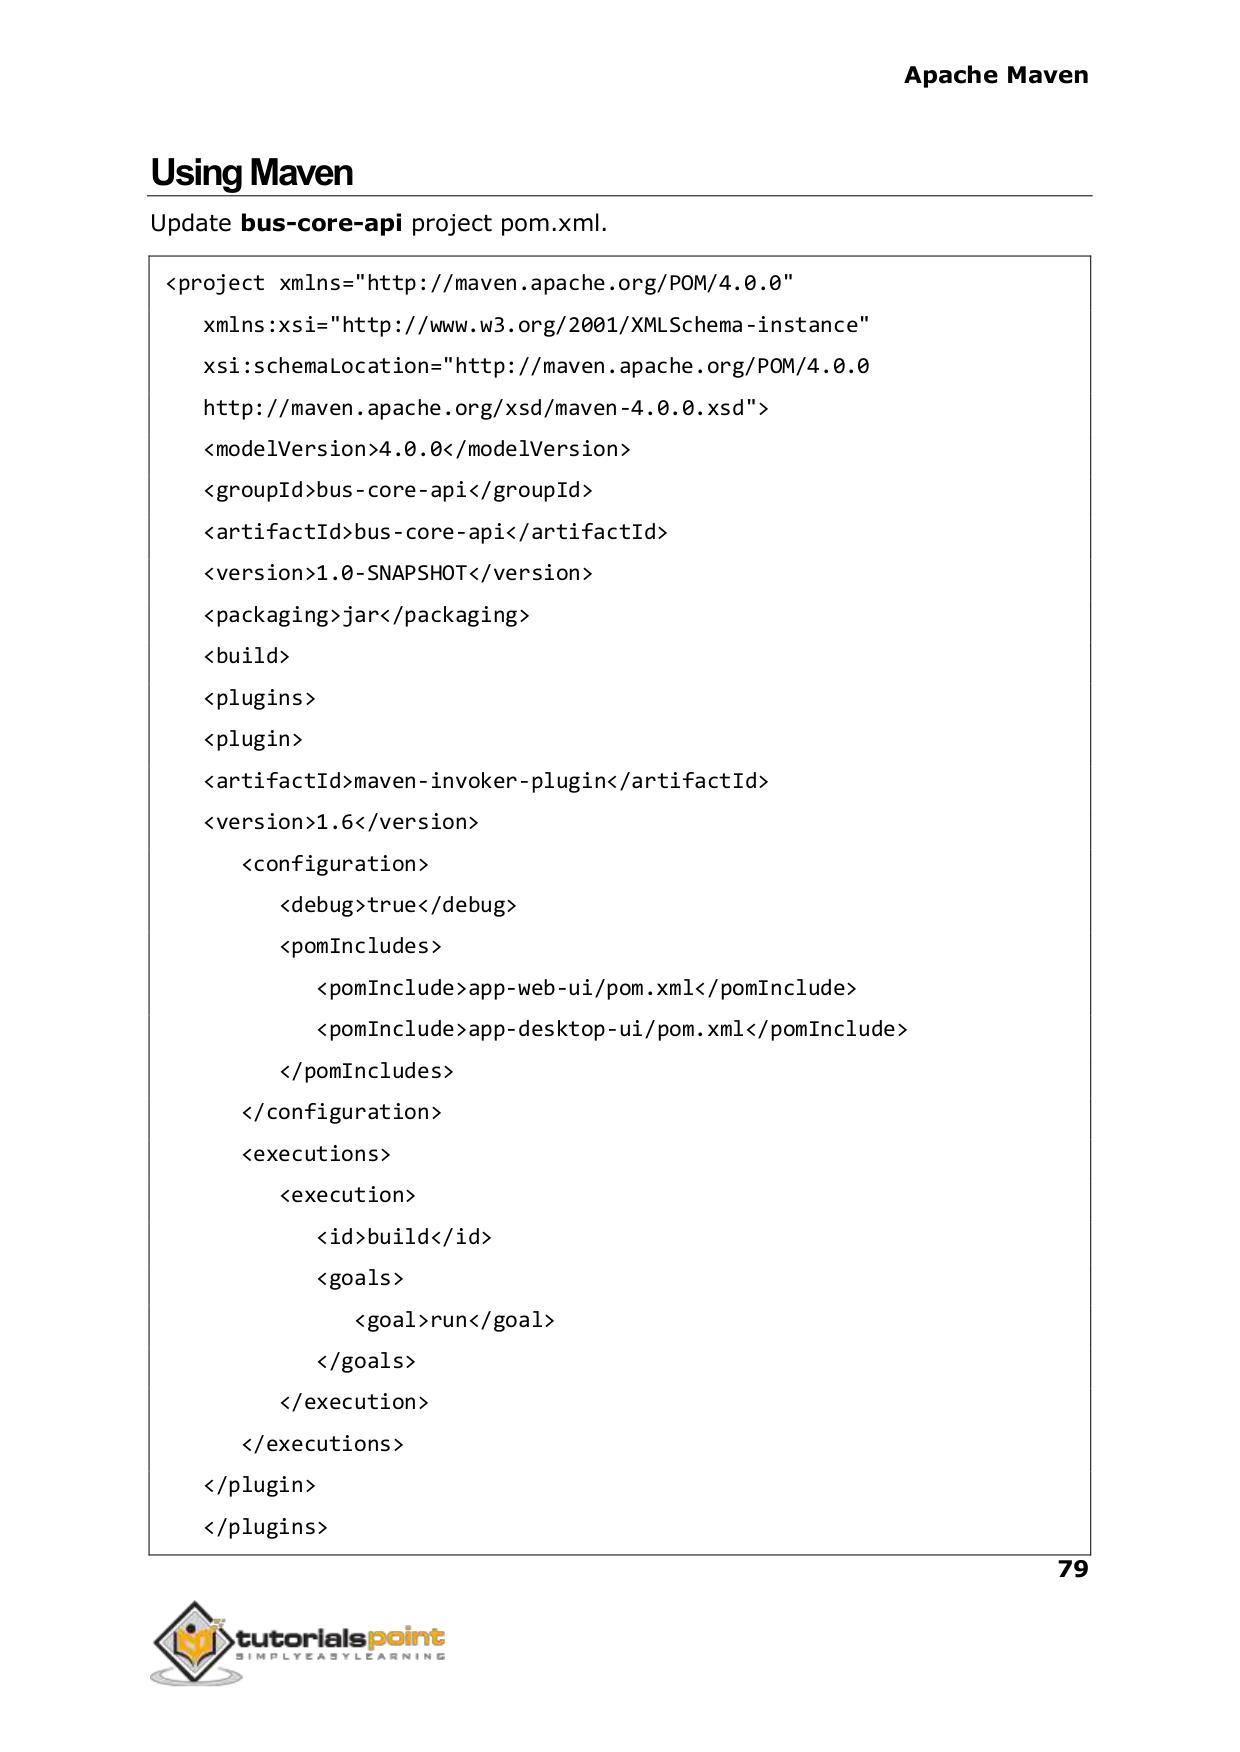 Apache Maven
Using Maven
Update bus-core-api project pom.xml.
<project xmlns="http://maven.apache.org/POM/4.0.0"
   xmlns:xsi="http://www.w3.org/2001/XMLSchema-instance"
   xsi:schemaLocation="http://maven.apache.org/POM/4.0.0
   http://maven.apache.org/xsd/maven-4.0.0.xsd">
   <modelVersion>4.0.0</modelVersion>
   <groupId>bus-core-api</groupId>
   <artifactId>bus-core-api</artifactId>
   <version>1.0-SNAPSHOT</version>
   <packaging>jar</packaging>
   <build>
   <plugins>
   <plugin>
   <artifactId>maven-invoker-plugin</artifactId>
   <version>1.6</version>
      <configuration>
         <debug>true</debug>
         <pomIncludes>
            <pomInclude>app-web-ui/pom.xml</pomInclude>
            <pomInclude>app-desktop-ui/pom.xml</pomInclude>
         </pomIncludes>
      </configuration>
      <executions>
         <execution>
            <id>build</id>
            <goals>
               <goal>run</goal>
            </goals>
         </execution>
      </executions>
   </plugin>
   </plugins>
79
tutorialspoint
SIMPLYEASYLEARNING